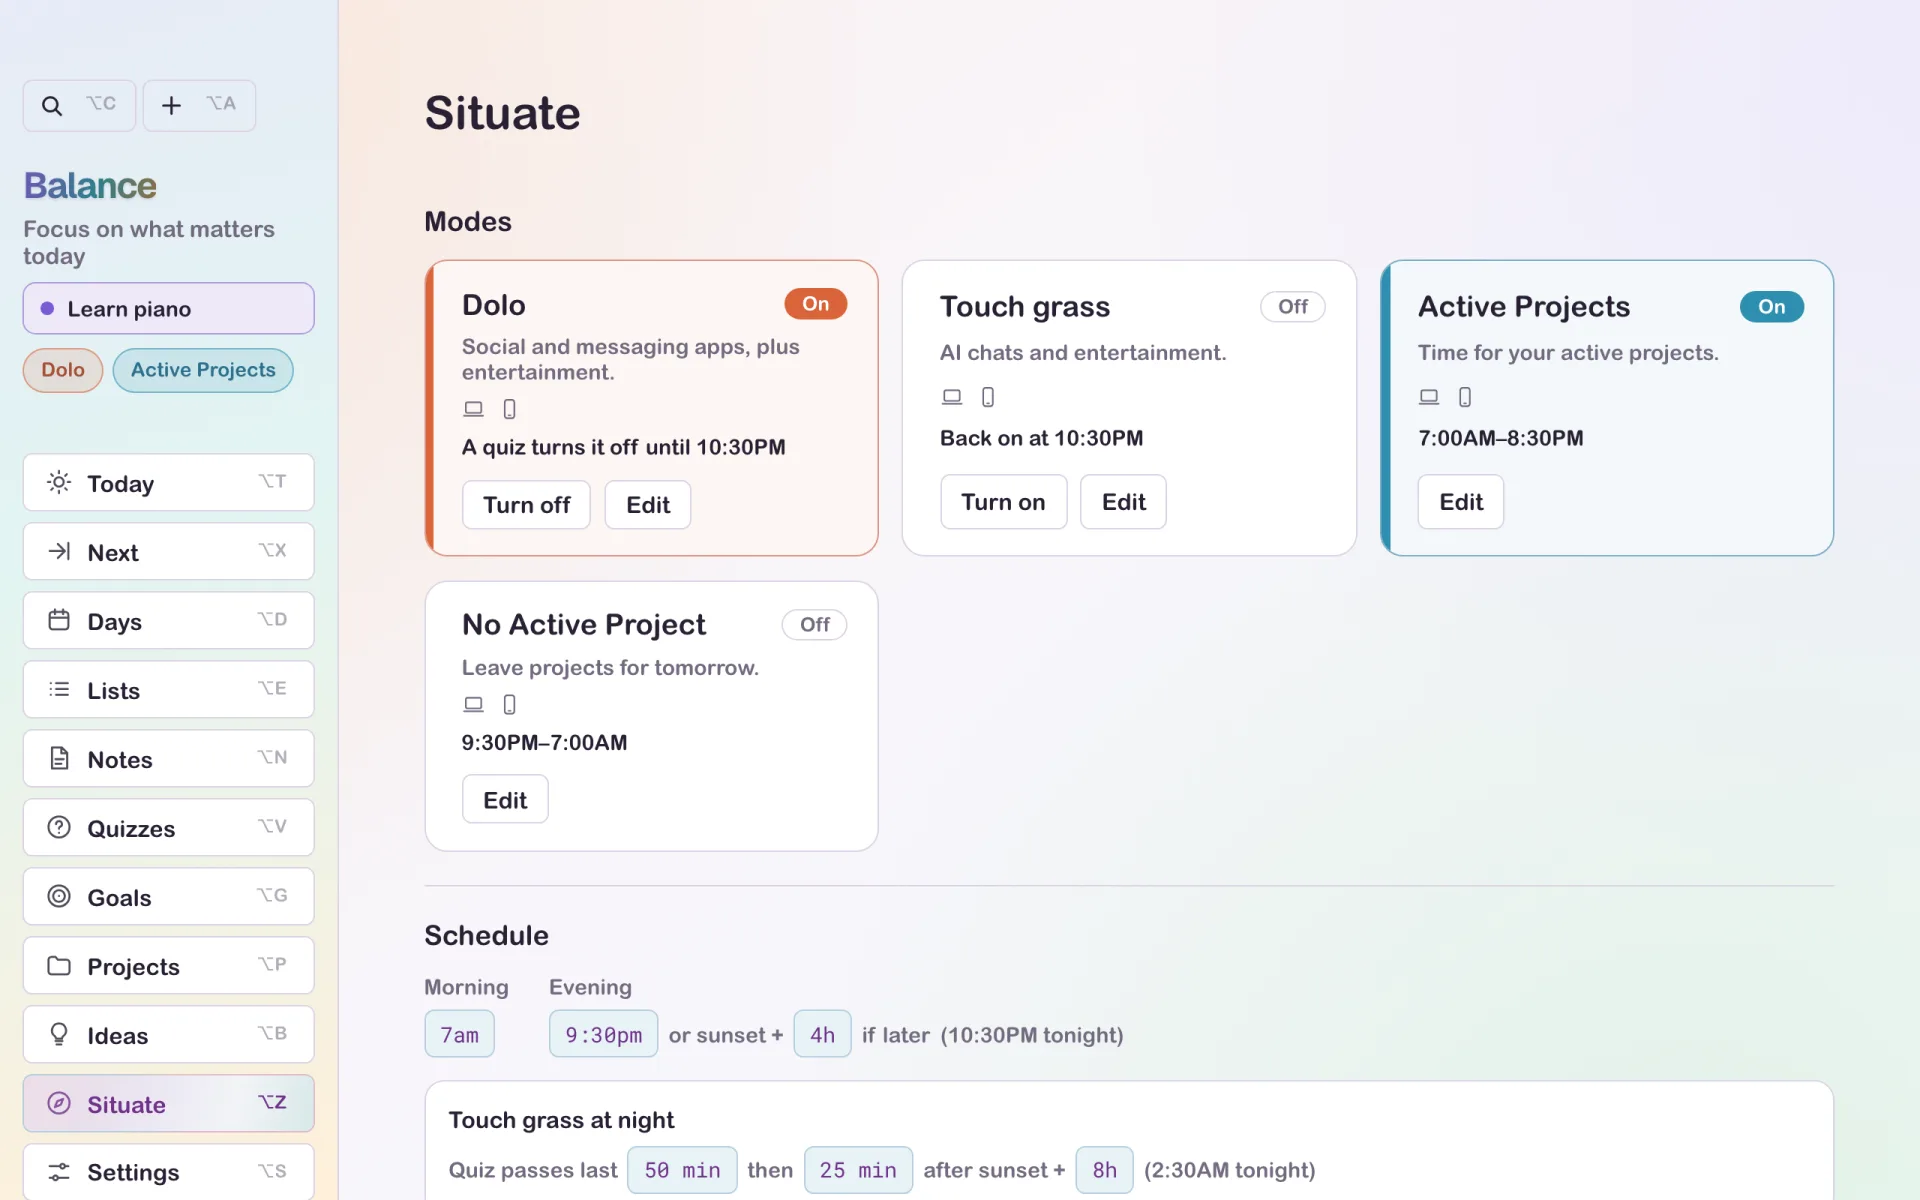 ⌥C
⌥A
Balance
Focus on what matters
today
Learn piano
Dolo
Active Projects
Today ⌥T
Next ⌥X
Days ⌥D
Lists ⌥E
Notes ⌥N
Quizzes ⌥V
Goals ⌥G
Projects ⌥P
Ideas ⌥B
Situate ⌥Z
Settings ⌥S
Situate
Modes
Dolo
On
Social and messaging apps, plus
entertainment.
A quiz turns it off until 10:30PM
Turn off
Edit
Touch grass
Off
AI chats and entertainment.
Back on at 10:30PM
Turn on
Edit
Active Projects
On
Time for your active projects.
7:00AM–8:30PM
Edit
No Active Project
Off
Leave projects for tomorrow.
9:30PM–7:00AM
Edit
Schedule
Morning
7am
Evening
9:30pm or sunset + 4h if later (10:30PM tonight)
Touch grass at night
Quiz passes last 50 min then 25 min after sunset + 8h (2:30AM tonight)